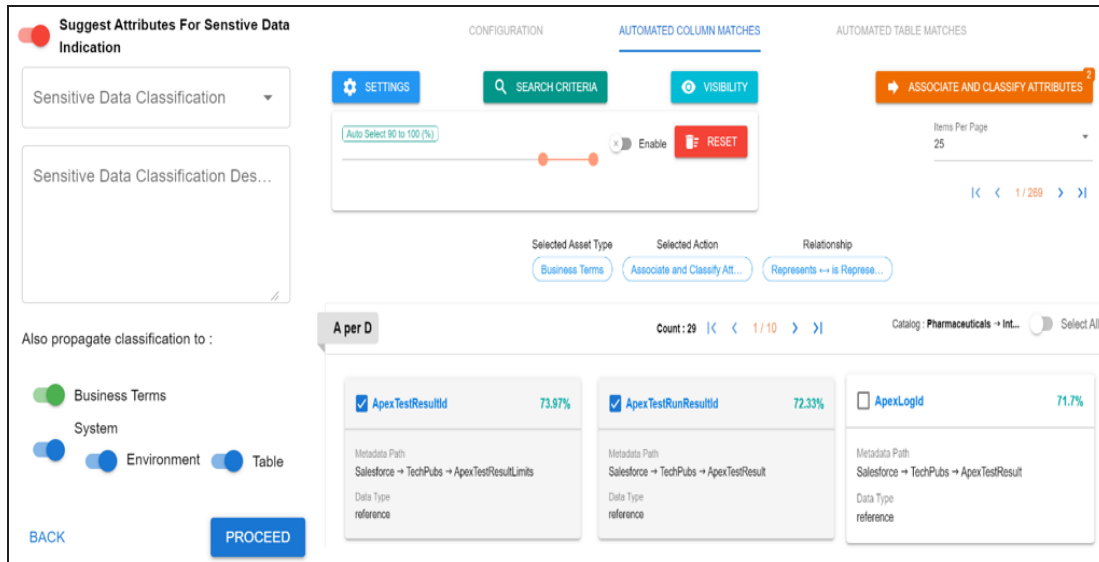 Suggest Attributes For Senstive Data
Indication
Sensitive Data Classification
Sensitive Data Classification Des...
Also propagate classification to :
Business Terms
System
Environment
Table
BACK
PROCEED
CONFIGURATION
AUTOMATED COLUMN MATCHES
AUTOMATED TABLE MATCHES
SETTINGS
SEARCH CRITERIA
VISIBILITY
ASSOCIATE AND CLASSIFY ATTRIBUTES
2
Auto Select 90 to 100 (%)
Enable
RESET
Items Per Page
25
1 / 269
Selected Asset Type
Selected Action
Relationship
Business Terms
Associate and Classify Att...
Represents ↔ is Represe...
A per D
Count : 29
1 / 10
Catalog : Pharmaceuticals → Int...
Select All
ApexTestResultId
73.97%
Metadata Path
Salesforce → TechPubs → ApexTestResultLimits
Data Type
reference
ApexTestRunResultId
72.33%
Metadata Path
Salesforce → TechPubs → ApexTestResult
Data Type
reference
ApexLogId
71.7%
Metadata Path
Salesforce → TechPubs → ApexTestResult
Data Type
reference